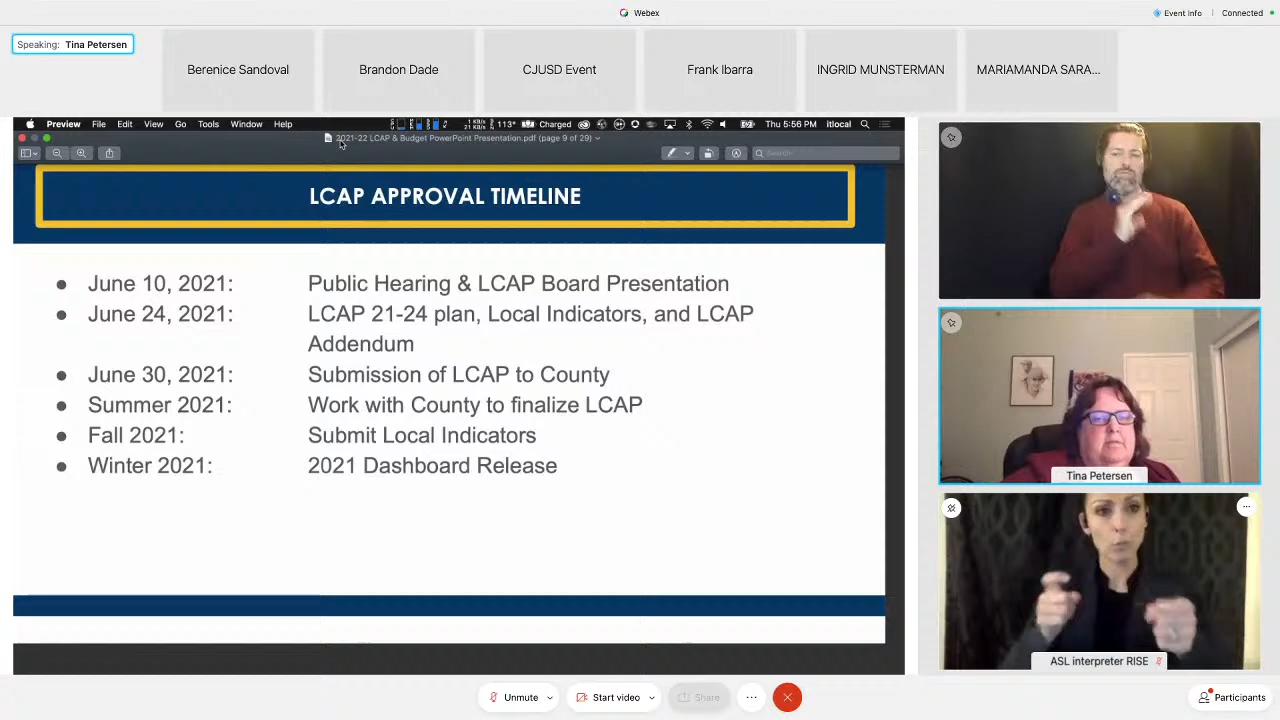 Webex
Event Info
Connected
Speaking: Tina Petersen
Berenice Sandoval
Brandon Dade
CJUSD Event
Frank Ibarra
INGRID MUNSTERMAN
MARIAMANDA SARA...
Preview File Edit View Go Tools Window Help
113° Charged Thu 5:56 PM itlocal
2021-22 LCAP & Budget PowerPoint Presentation.pdf (page 9 of 29)
Search
LCAP APPROVAL TIMELINE
● June 10, 2021: Public Hearing & LCAP Board Presentation
● June 24, 2021: LCAP 21-24 plan, Local Indicators, and LCAP
Addendum
● June 30, 2021: Submission of LCAP to County
● Summer 2021: Work with County to finalize LCAP
● Fall 2021: Submit Local Indicators
● Winter 2021: 2021 Dashboard Release
Tina Petersen
ASL interpreter RISE
Unmute
Start video
Share
Participants